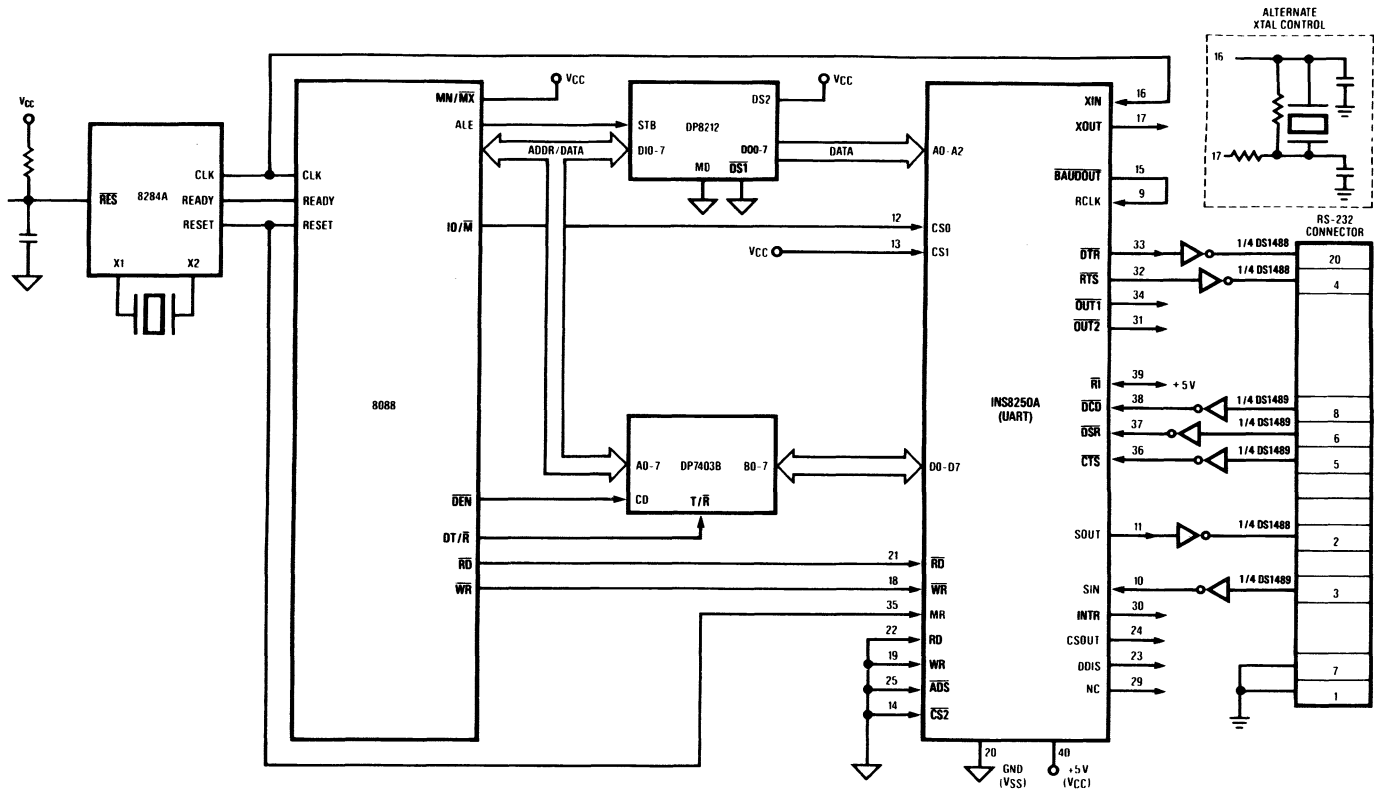 ALTERNATE
XTAL CONTROL
16
17
VCC
RES
8284A
CLK
READY
RESET
X1
X2
CLK
READY
RESET
8088
MN/MX
ALE
IO/M
DEN
DT/R
RD
WR
VCC
ADDR/DATA
STB
DP8212
DS2
DI0-7
DO0-7
MD
DS1
VCC
DATA
A0-7
DP7403B
B0-7
CD
T/R
VCC
12
13
21
18
35
22
19
25
14
A0-A2
CS0
CS1
D0-D7
RD
WR
MR
RD
WR
ADS
CS2
INS8250A
(UART)
XIN
XOUT
BAUDOUT
RCLK
DTR
RTS
OUT1
OUT2
RI
DCD
DSR
CTS
SOUT
SIN
INTR
CSOUT
DDIS
NC
16
17
15
9
33
32
34
31
39
+5V
38
37
36
11
10
30
24
23
29
20
GND
(VSS)
40
+5V
(VCC)
1/4 DS1488
1/4 DS1488
1/4 DS1489
1/4 DS1489
1/4 DS1489
1/4 DS1488
1/4 DS1489
RS-232
CONNECTOR
20
4
8
6
5
2
3
7
1